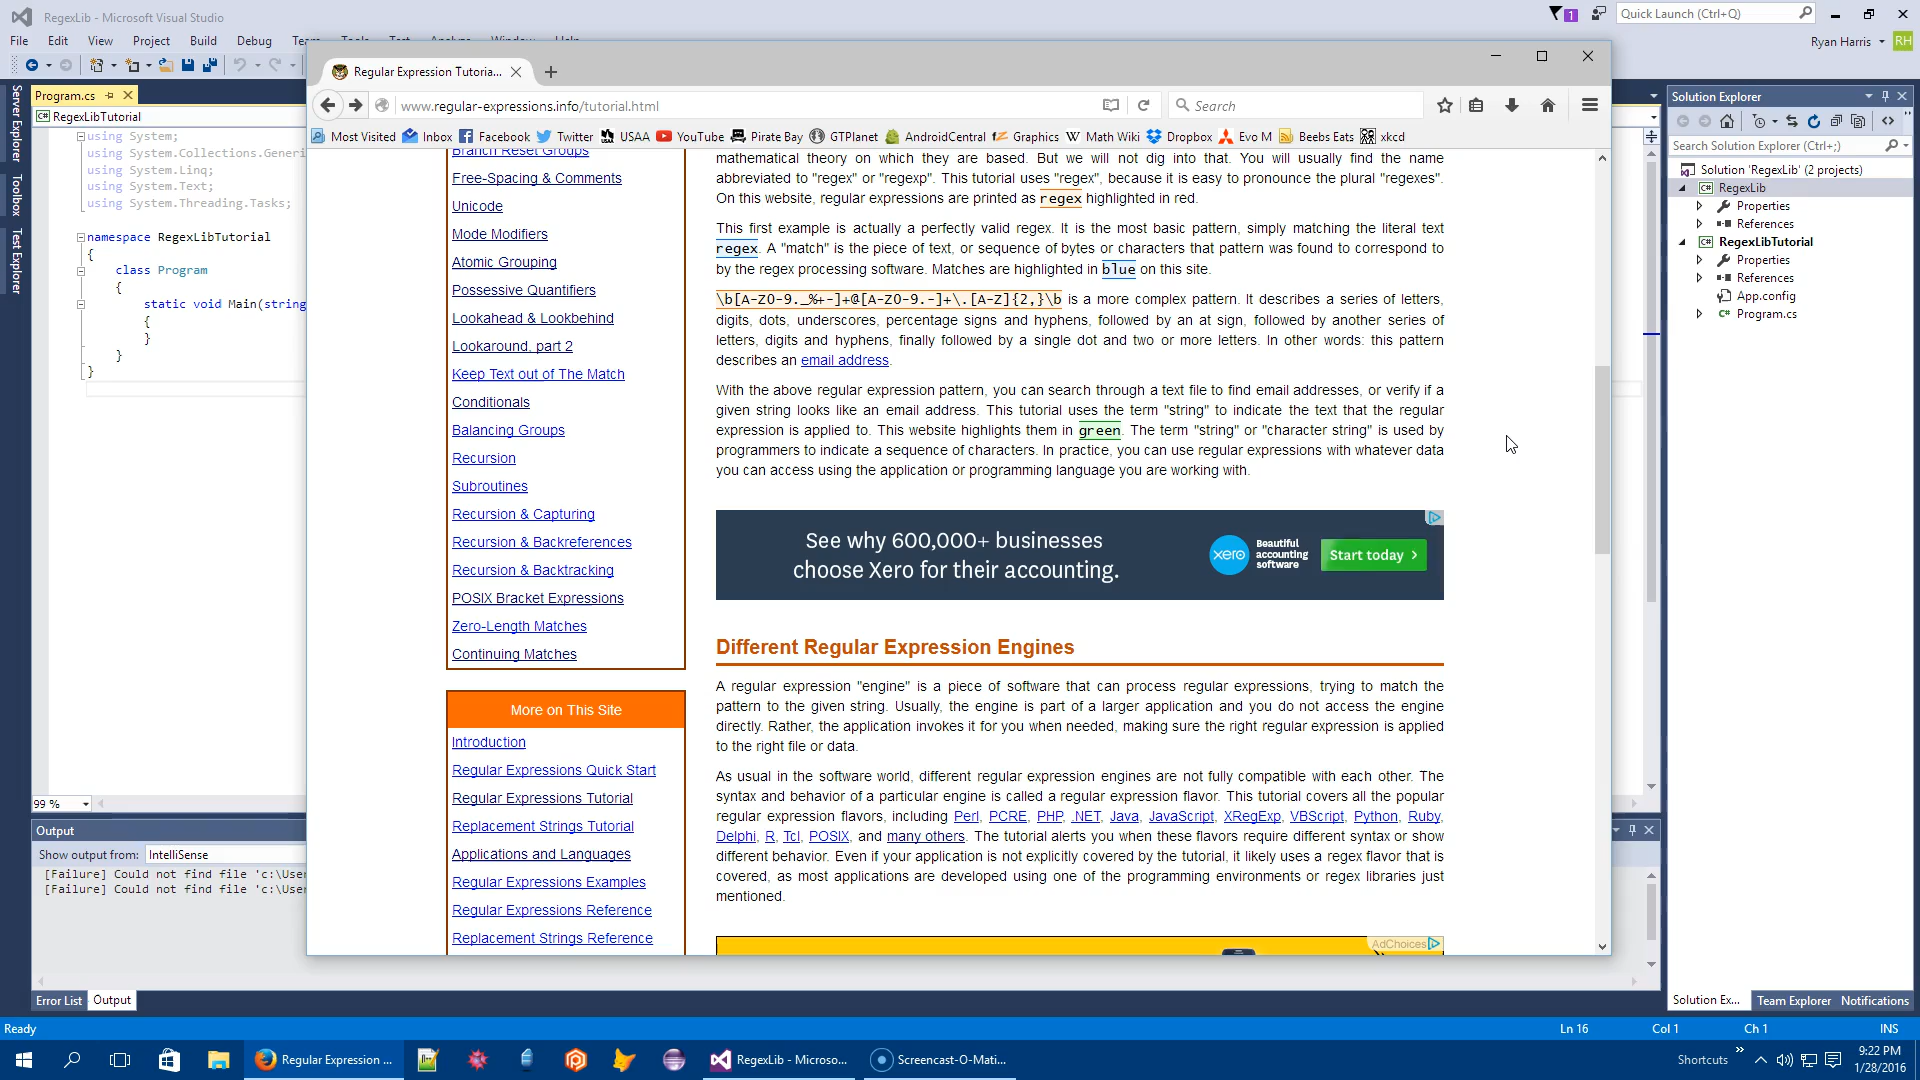 RegexLib - Microsoft Visual Studio
1
Quick Launch (Ctrl+Q)
File Edit View Project Build Debug
Ryan Harris RH
Regular Expression Tutoria...
www.regular-expressions.info/tutorial.html
Search
Most Visited Inbox Facebook Twitter USAA YouTube Pirate Bay GTPlanet AndroidCentral Graphics Math Wiki Dropbox Evo M Beebs Eats xkcd
Server Explorer
Toolbox
Test Explorer
Program.cs
RegexLibTutorial
using System;
using System.Collections.Generi
using System.Linq;
using System.Text;
using System.Threading.Tasks;
namespace RegexLibTutorial
{
class Program
{
static void Main(string
{
}
}
}
99 %
Output
Show output from: IntelliSense
[Failure] Could not find file 'c:\User
[Failure] Could not find file 'c:\User
Error List Output
Branch Reset Groups
Free-Spacing & Comments
Unicode
Mode Modifiers
Atomic Grouping
Possessive Quantifiers
Lookahead & Lookbehind
Lookaround, part 2
Keep Text out of The Match
Conditionals
Balancing Groups
Recursion
Subroutines
Recursion & Capturing
Recursion & Backreferences
Recursion & Backtracking
POSIX Bracket Expressions
Zero-Length Matches
Continuing Matches
More on This Site
Introduction
Regular Expressions Quick Start
Regular Expressions Tutorial
Replacement Strings Tutorial
Applications and Languages
Regular Expressions Examples
Regular Expressions Reference
Replacement Strings Reference
mathematical theory on which they are based. But we will not dig into that. You will usually find the name
abbreviated to "regex" or "regexp". This tutorial uses "regex", because it is easy to pronounce the plural "regexes".
On this website, regular expressions are printed as regex highlighted in red.
This first example is actually a perfectly valid regex. It is the most basic pattern, simply matching the literal text
regex. A "match" is the piece of text, or sequence of bytes or characters that pattern was found to correspond to
by the regex processing software. Matches are highlighted in blue on this site.
\b[A-Z0-9._%+-]+@[A-Z0-9.-]+\.[A-Z]{2,}\b is a more complex pattern. It describes a series of letters,
digits, dots, underscores, percentage signs and hyphens, followed by an at sign, followed by another series of
letters, digits and hyphens, finally followed by a single dot and two or more letters. In other words: this pattern
describes an email address.
With the above regular expression pattern, you can search through a text file to find email addresses, or verify if a
given string looks like an email address. This tutorial uses the term "string" to indicate the text that the regular
expression is applied to. This website highlights them in green. The term "string" or "character string" is used by
programmers to indicate a sequence of characters. In practice, you can use regular expressions with whatever data
you can access using the application or programming language you are working with.
See why 600,000+ businesses
choose Xero for their accounting.
xero
Beautiful
accounting
software
Start today >
Different Regular Expression Engines
A regular expression "engine" is a piece of software that can process regular expressions, trying to match the
pattern to the given string. Usually, the engine is part of a larger application and you do not access the engine
directly. Rather, the application invokes it for you when needed, making sure the right regular expression is applied
to the right file or data.
As usual in the software world, different regular expression engines are not fully compatible with each other. The
syntax and behavior of a particular engine is called a regular expression flavor. This tutorial covers all the popular
regular expression flavors, including Perl, PCRE, PHP, .NET, Java, JavaScript, XRegExp, VBScript, Python, Ruby,
Delphi, R, Tcl, POSIX, and many others. The tutorial alerts you when these flavors require different syntax or show
different behavior. Even if your application is not explicitly covered by the tutorial, it likely uses a regex flavor that is
covered, as most applications are developed using one of the programming environments or regex libraries just
mentioned.
AdChoices
Solution Explorer
Search Solution Explorer (Ctrl+;)
Solution 'RegexLib' (2 projects)
RegexLib
Properties
References
RegexLibTutorial
Properties
References
App.config
Program.cs
Solution Ex... Team Explorer Notifications
Ready Ln 16 Col 1 Ch 1 INS
Regular Expression ... RegexLib - Microso... Screencast-O-Mati... Shortcuts
9:22 PM
1/28/2016